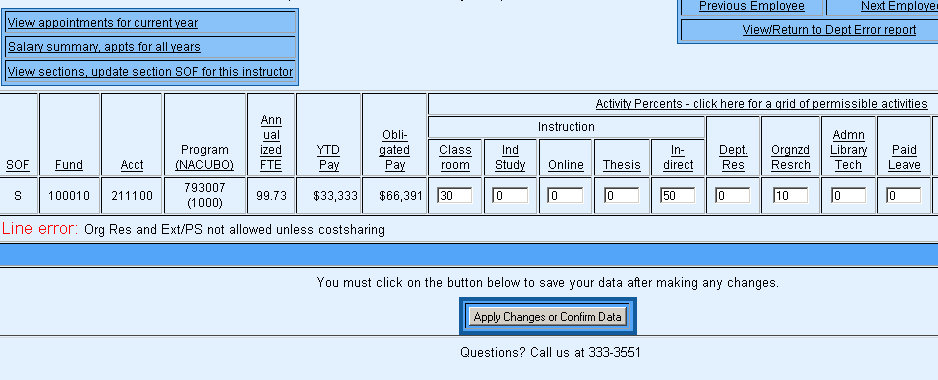 Previous Employee
Next Employe
View/Return to Dept Error report
View appointments for current year
Salary summary, appts for all years
View sections, update section SOF for this instructor
Activity Percents - click here for a grid of permissible activities
Instruction
SOF
Fund
Acct
Program
(NACUBO)
Ann
ual
ized
FTE
YTD
Pay
Obli-
gated
Pay
Class
room
Ind
Study
Online
Thesis
In-
direct
Dept.
Res
Orgnzd
Resrch
Admn
Library
Tech
Paid
Leave
S
100010
211100
793007
(1000)
99.73
$33,333
$66,391
30
0
0
0
50
0
10
0
0
Line error: Org Res and Ext/PS not allowed unless costsharing
You must click on the button below to save your data after making any changes.
Apply Changes or Confirm Data
Questions? Call us at 333-3551